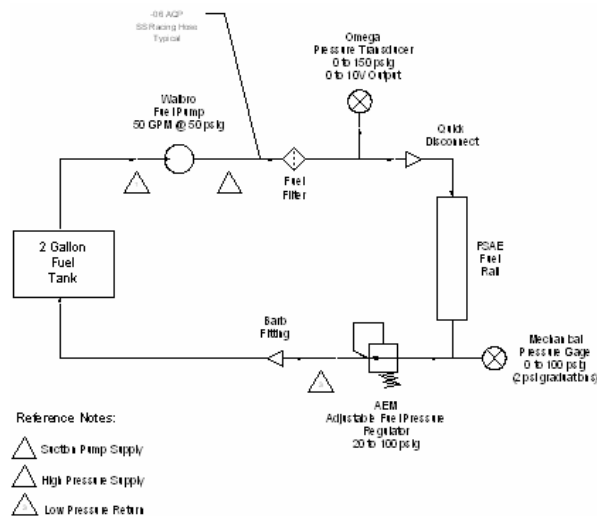 -06 AQP
SS Racing Hose
Typical
Omega
Pressure Transducer
0 to 150 psig
0 to 10V Output
Walbro
Fuel Pump
50 GPM @ 50 psig
Quick
Disconnect
Fuel
Filter
2 Gallon
Fuel
Tank
FSAE
Fuel
Rail
Barb
Fitting
Mechanical
Pressure Gage
0 to 100 psig
(2 psi graduations)
AEM
Adjustable Fuel Pressure
Regulator
20 to 100 psig
Reference Notes:
Suction Pump Supply
High Pressure Supply
Low Pressure Return